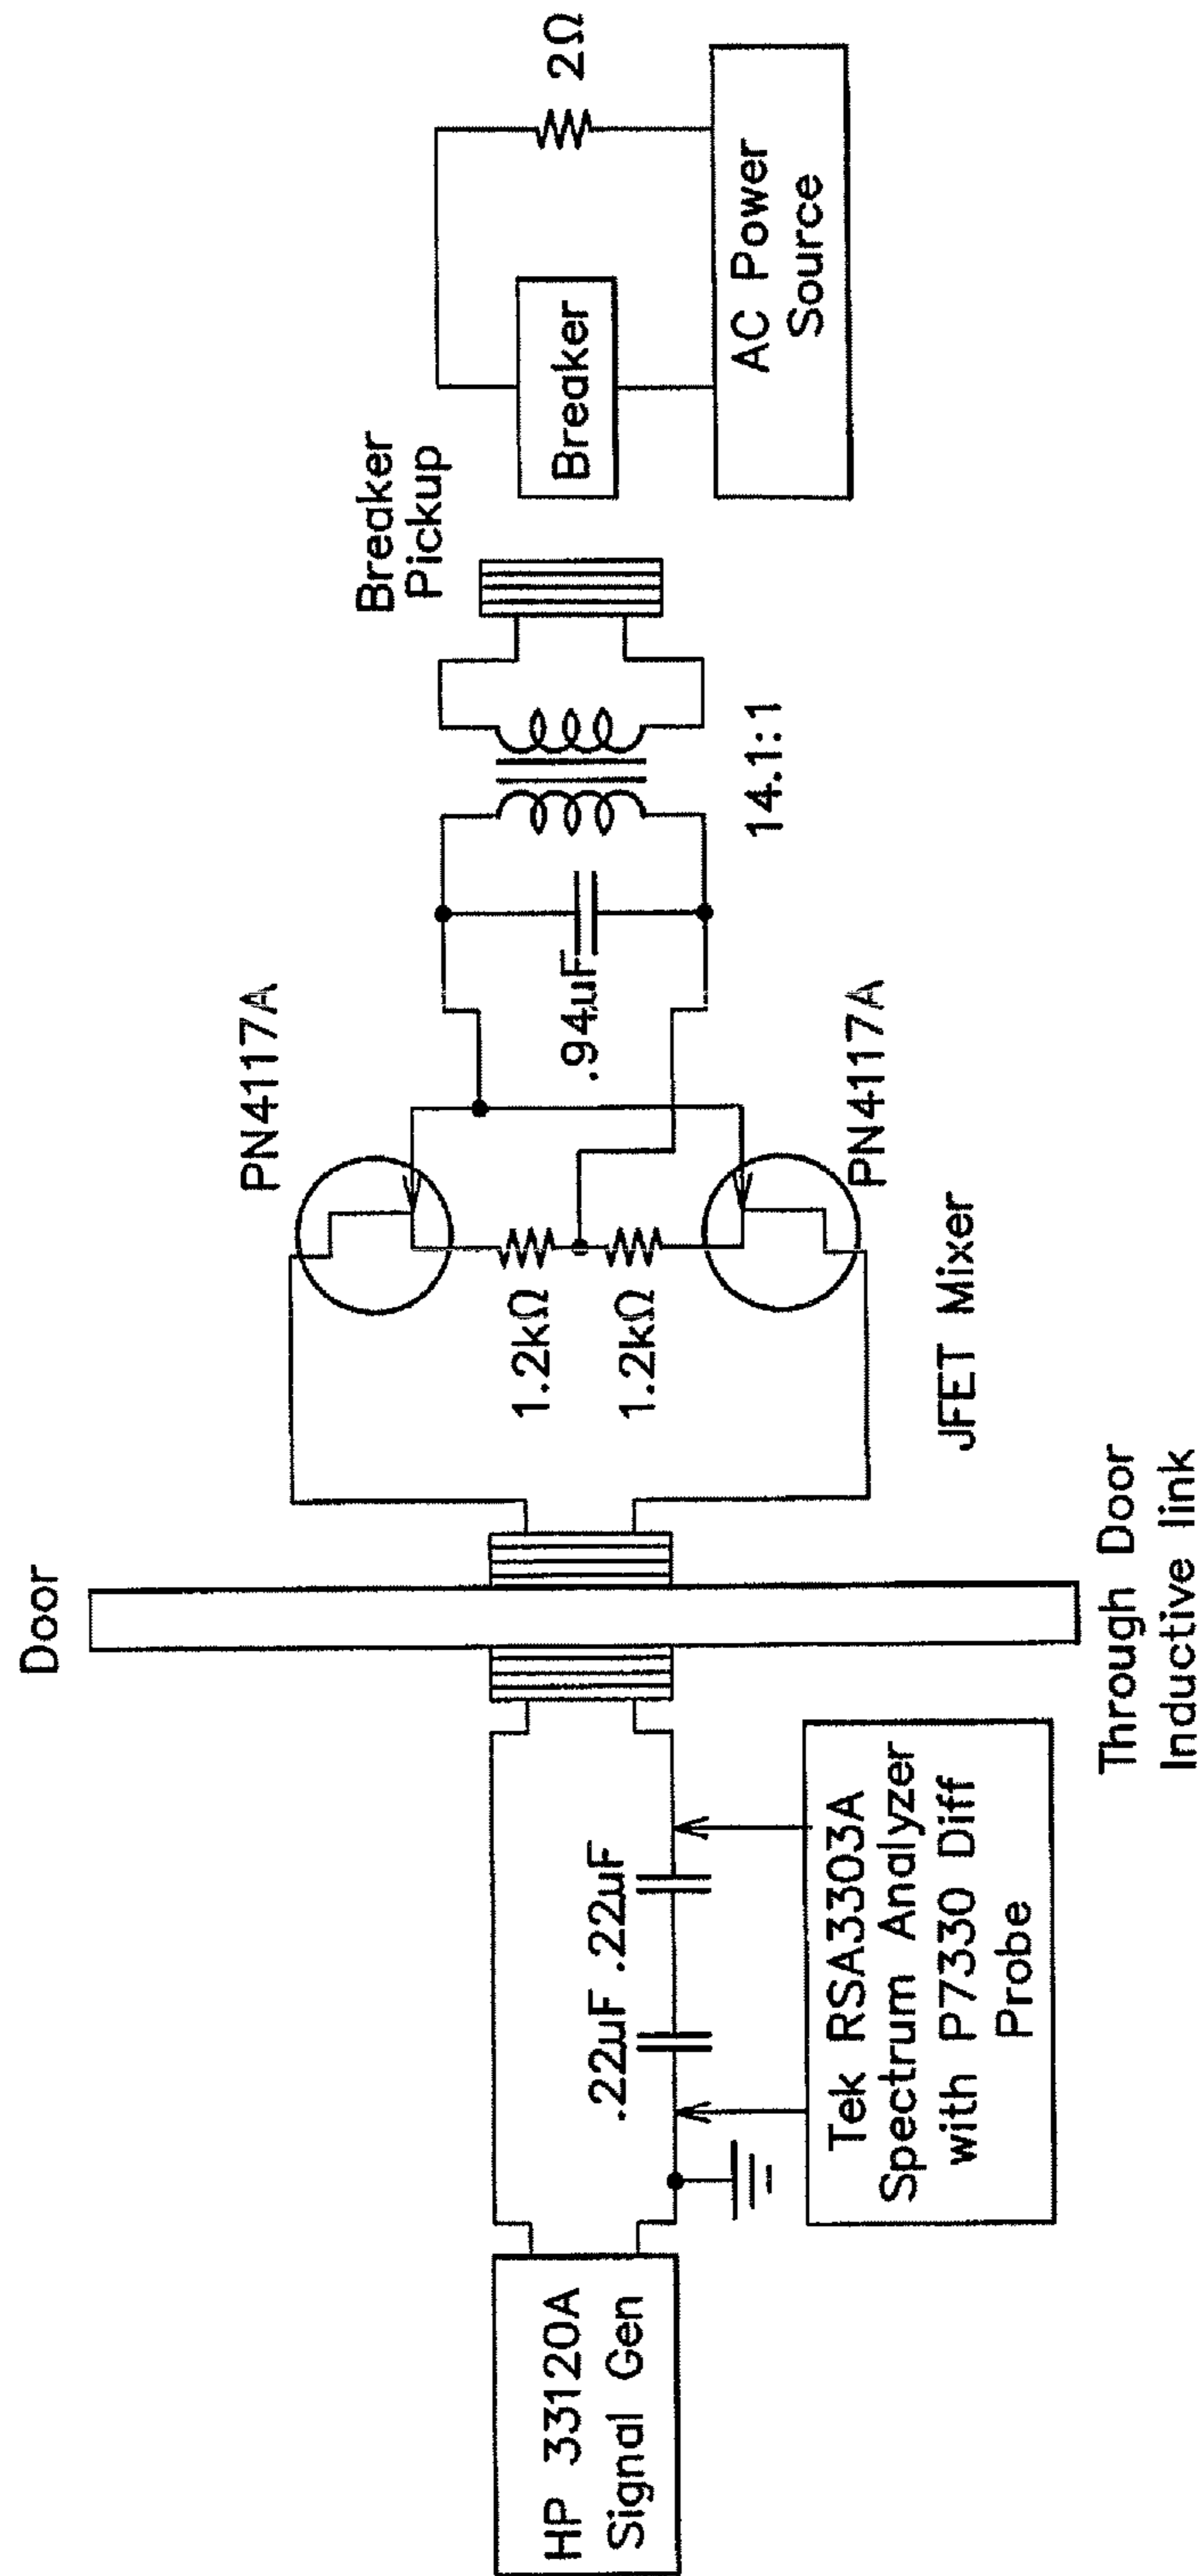 Door
HP 33120A
Signal Gen
.22uF .22uF
Tek RSA3303A
Spectrum Analyzer
with P7330 Diff
Probe
Through Door
Inductive link
PN4117A
1.2kΩ
1.2kΩ
PN4117A
JFET Mixer
.94uF
14.1:1
Breaker
Pickup
Breaker
2Ω
AC Power
Source